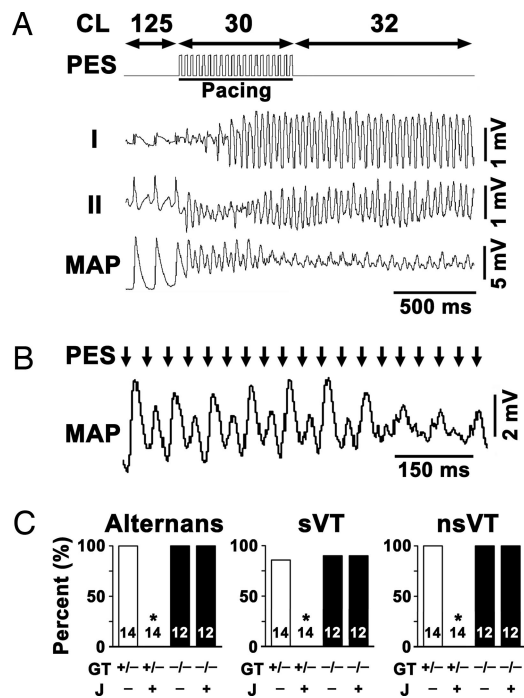 A
CL 125 30 32
PES
Pacing
I
1 mV
II
1 mV
MAP
5 mV
500 ms
B
PES
MAP
2 mV
150 ms
C
Alternans sVT nsVT
Percent (%)
100 100 100
50 50 50
0 0 0
* * *
14 14 12 12 14 14 12 12 14 14 12 12
GT +/– +/– –/– –/– +/– +/– –/– –/– +/– +/– –/– –/–
J – + – + – + – + – + – +